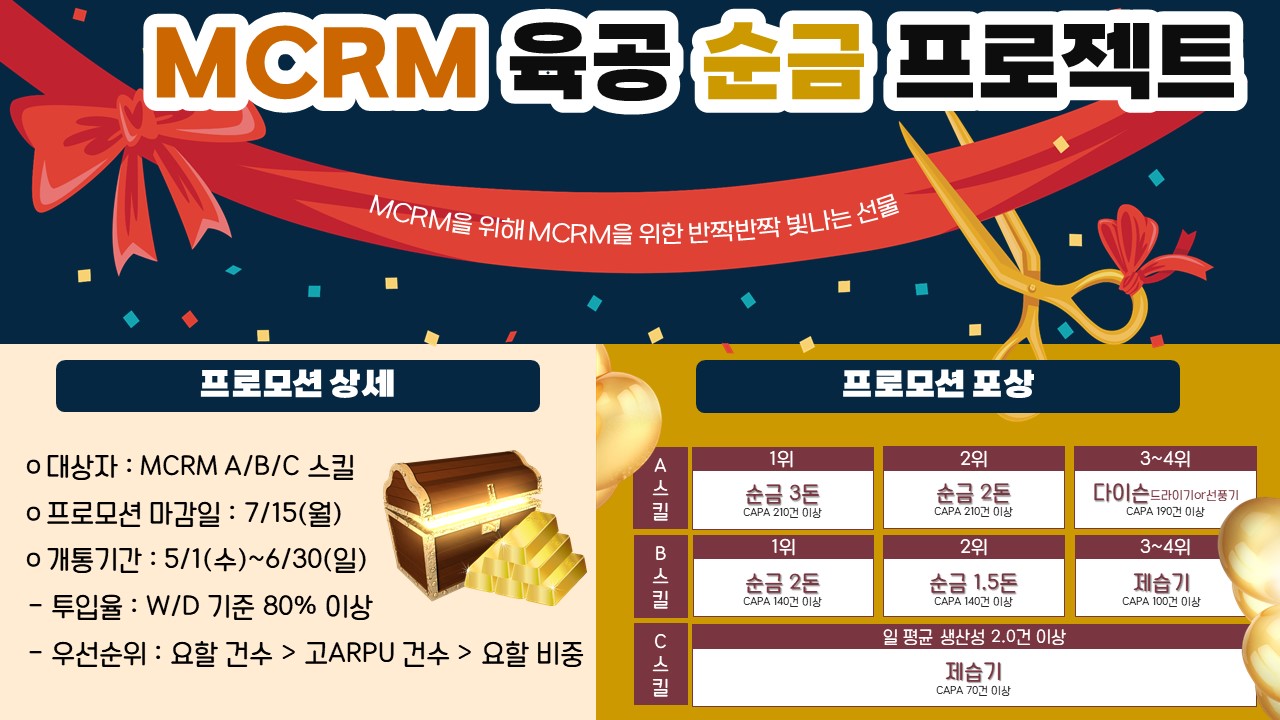 MCRM 육공 순금 프로젝트
MCRM을 위해 MCRM을 위한 반짝반짝 빛나는 선물
프로모션 상세
o 대상자 : MCRM A/B/C 스킬
o 프로모션 마감일 : 7/15(월)
o 개통기간 : 5/1(수)~6/30(일)
- 투입율 : W/D 기준 80% 이상
- 우선순위 : 요할 건수 > 고ARPU 건수 > 요할 비중
프로모션 포상
A스킬
1위
순금 3돈
CAPA 210건 이상
2위
순금 2돈
CAPA 210건 이상
3~4위
다이슨드라이기or선풍기
CAPA 190건 이상
B스킬
1위
순금 2돈
CAPA 140건 이상
2위
순금 1.5돈
CAPA 140건 이상
3~4위
제습기
CAPA 100건 이상
C스킬
일 평균 생산성 2.0건 이상
제습기
CAPA 70건 이상